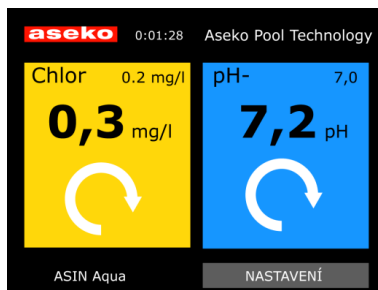 aseko 0:01:28 Aseko Pool Technology
Chlor 0.2 mg/l pH- 7,0
0,3 mg/l 7,2 pH
ASIN Aqua NASTAVENÍ